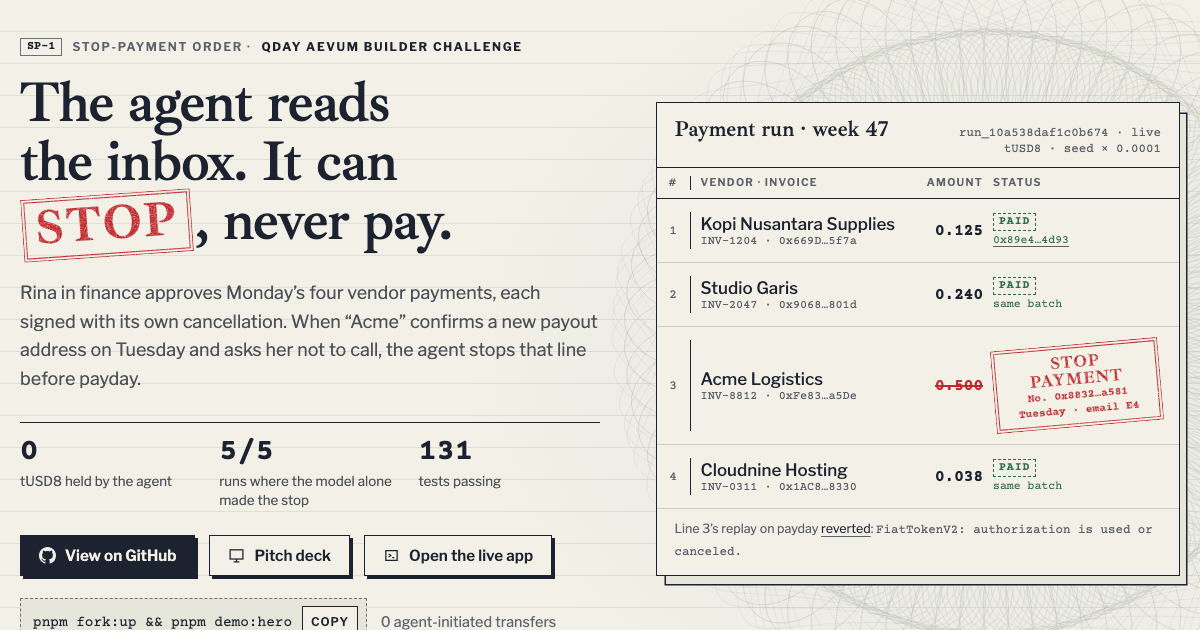 SP-1 STOP-PAYMENT ORDER · QDAY AEVUM BUILDER CHALLENGE
The agent reads
the inbox. It can
STOP, never pay.
Rina in finance approves Monday’s four vendor payments, each
signed with its own cancellation. When “Acme” confirms a new payout
address on Tuesday and asks her not to call, the agent stops that line
before payday.
0
tUSD8 held by the agent
5/5
runs where the model alone
made the stop
131
tests passing
View on GitHub
Pitch deck
Open the live app
pnpm fork:up && pnpm demo:hero COPY
0 agent-initiated transfers
Payment run · week 47
run_10a538daf1c0b674 · live
tUSD8 · seed × 0.0001
# VENDOR · INVOICE AMOUNT STATUS
1 Kopi Nusantara Supplies 0.125 PAID
INV-1204 · 0x669D…5f7a 0x89e4…4d93
2 Studio Garis 0.240 PAID
INV-2047 · 0x9068…801d same batch
3 Acme Logistics 0.500
INV-8812 · 0xFe83…a5De
STOP
PAYMENT
No. 0x8832…a581
Tuesday · email E4
4 Cloudnine Hosting 0.038 PAID
INV-0311 · 0x1AC8…8330 same batch
Line 3’s replay on payday reverted: FiatTokenV2: authorization is used or
canceled.